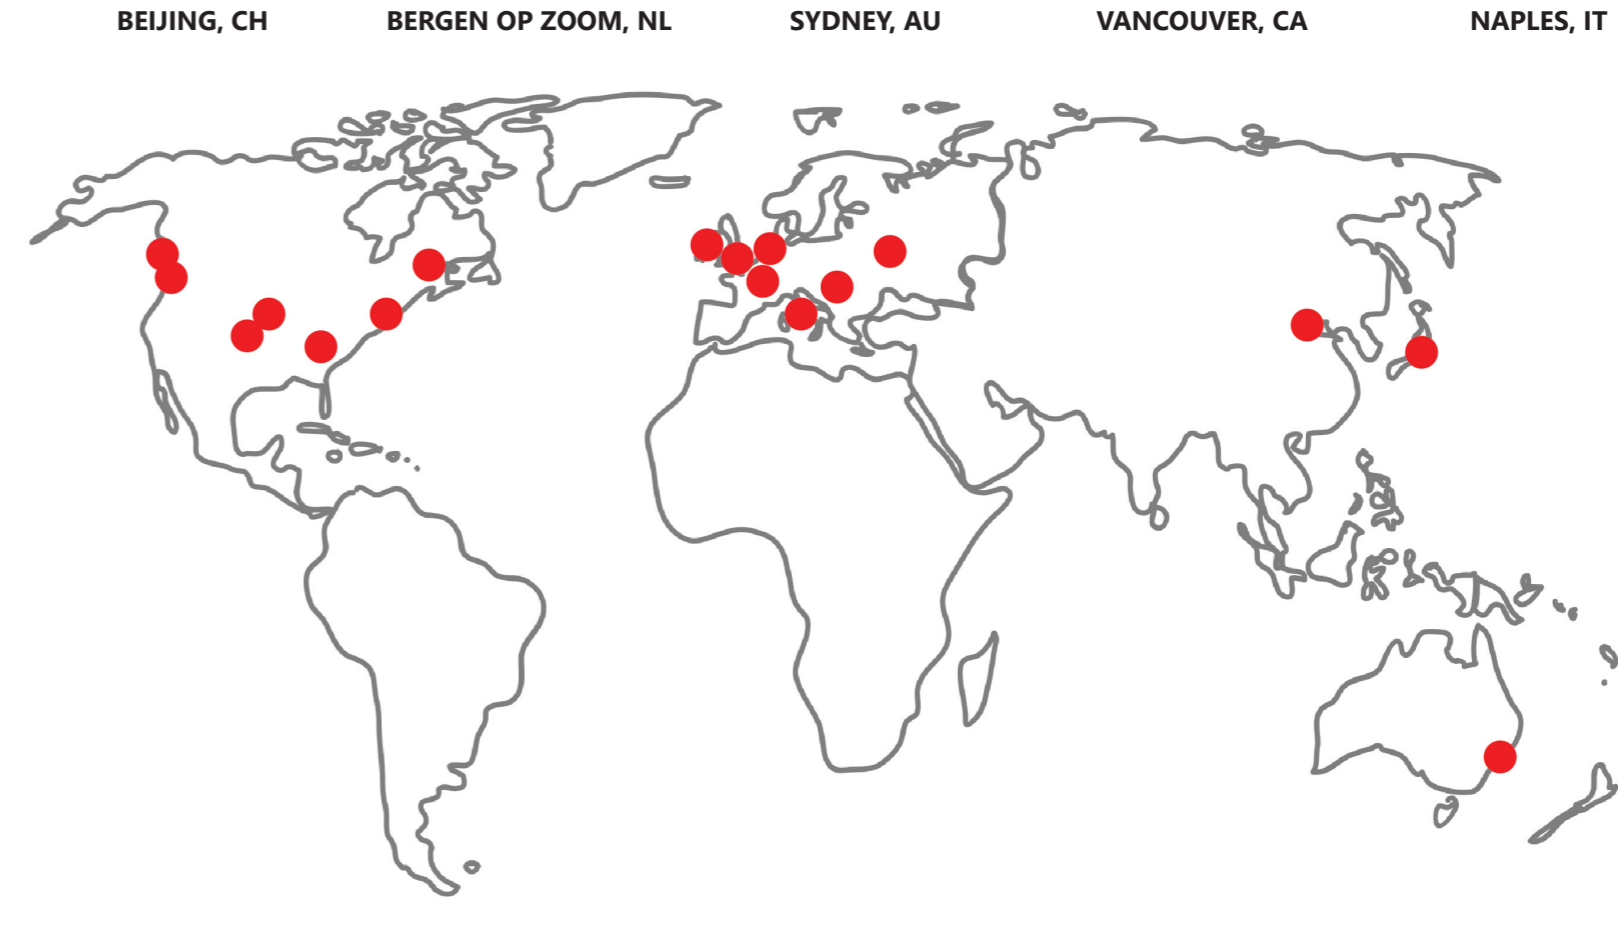 BEIJING, CH BERGEN OP ZOOM, NL SYDNEY, AU VANCOUVER, CA NAPLES, IT